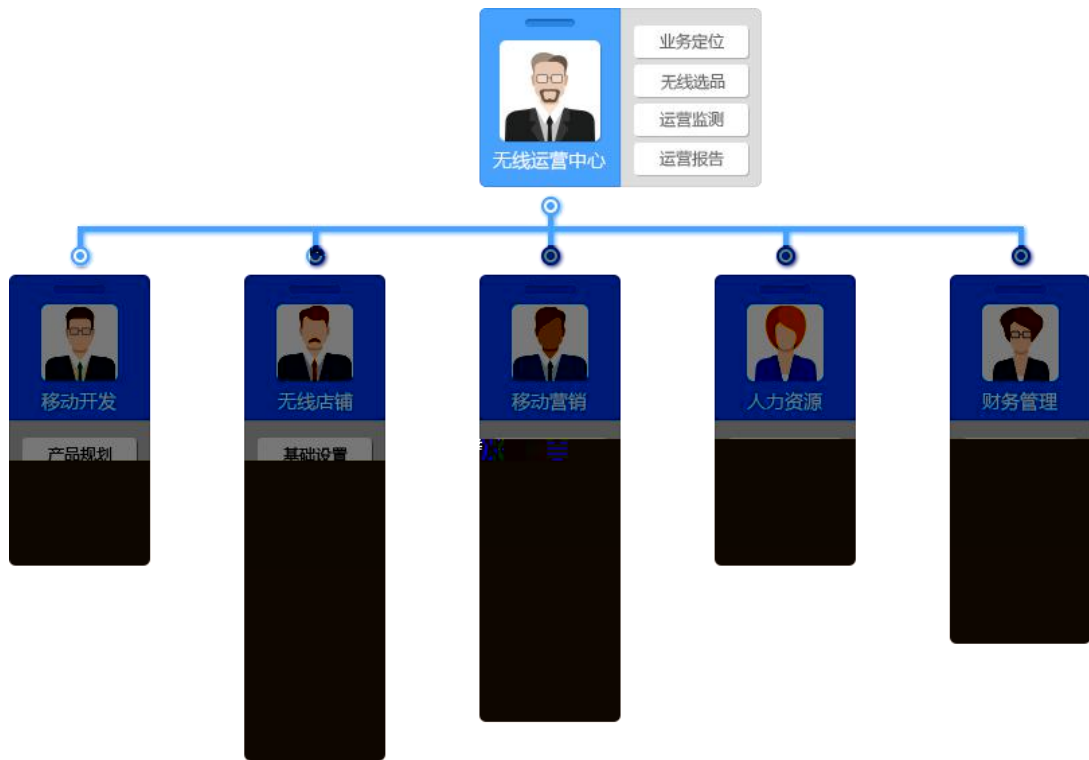 业务定位
无线选品
运营监测
运营报告
无线运营中心
移动开发
无线店铺
移动营销
人力资源
财务管理
产品规划
基础设置